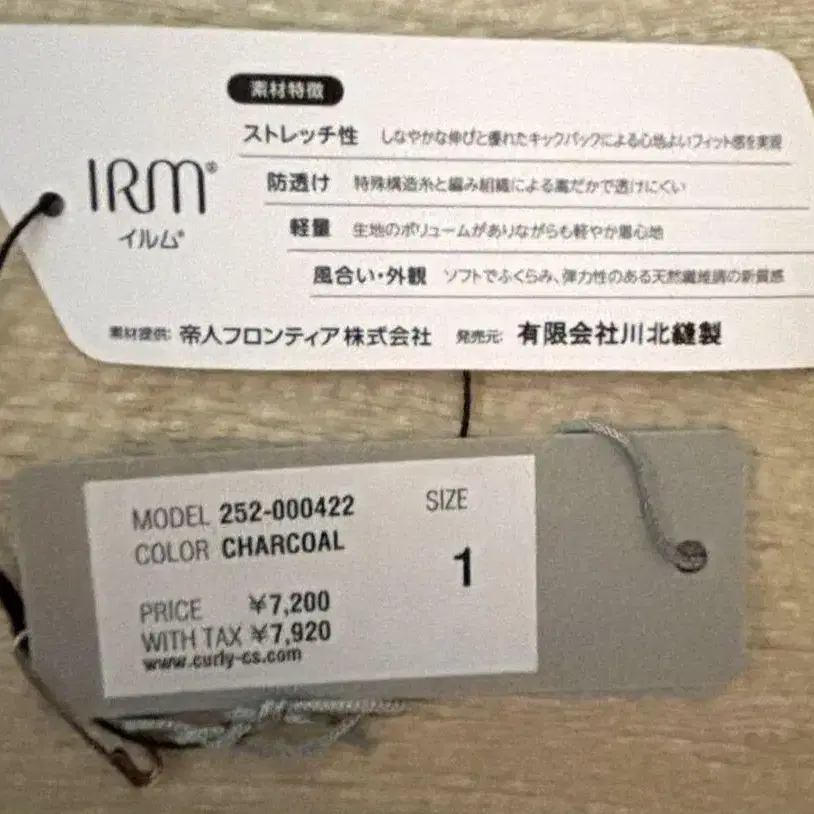 素材特徴
IRM®
イルム®
ストレッチ性 しなやかな伸びと優れたキックバックによる心地よいフィット感を実現
防透け 特殊構造糸と編み組織による濃だかで透けにくい
軽量 生地のボリュームがありながらも軽やか着心地
風合い・外観 ソフトでふくらみ、弾力性のある天然繊維調の新質感
素材提供: 帝人フロンティア株式会社 発売元: 有限会社川北縫製
MODEL 252-000422
COLOR CHARCOAL
SIZE
1
PRICE ¥7,200
WITH TAX ¥7,920
www.curly-cs.com